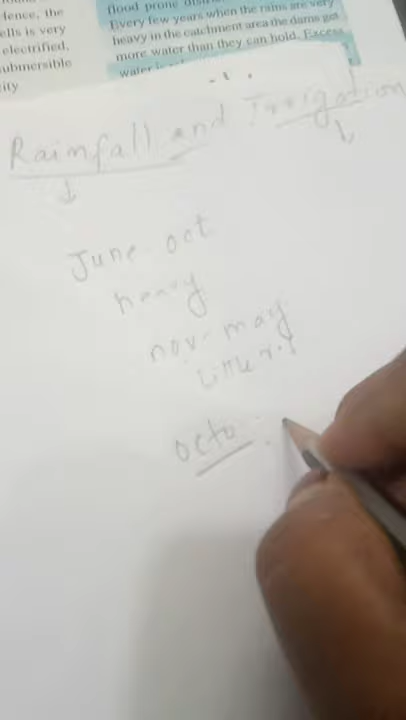 dence, the
ells is very
electrified,
ubmersible
city
flood prone
Every few years when the rains are very
heavy in the catchment area the dams get
more water than they can hold. Excess
water
Rainfall and Irrigation
June - oct
heavy
nov - may
octo :